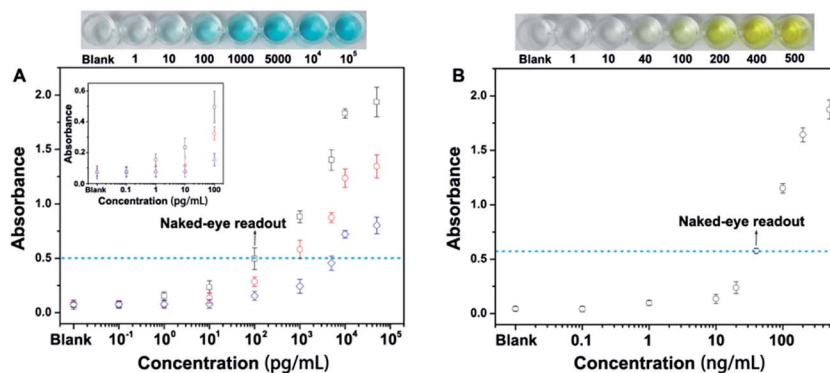 Blank 1 10 100 1000 5000 10⁴ 10⁵
A
Absorbance
2.0
1.5
1.0
0.5
0.0
Absorbance
0.6
0.4
0.2
0.0
Blank 0.1 1 10 100
Concentration (pg/mL)
Naked-eye readout
Blank 10⁻¹ 10⁰ 10¹ 10² 10³ 10⁴ 10⁵
Concentration (pg/mL)
Blank 1 10 40 100 200 400 500
B
Absorbance
2.0
1.5
1.0
0.5
0.0
Naked-eye readout
Blank 0.1 1 10 100
Concentration (ng/mL)